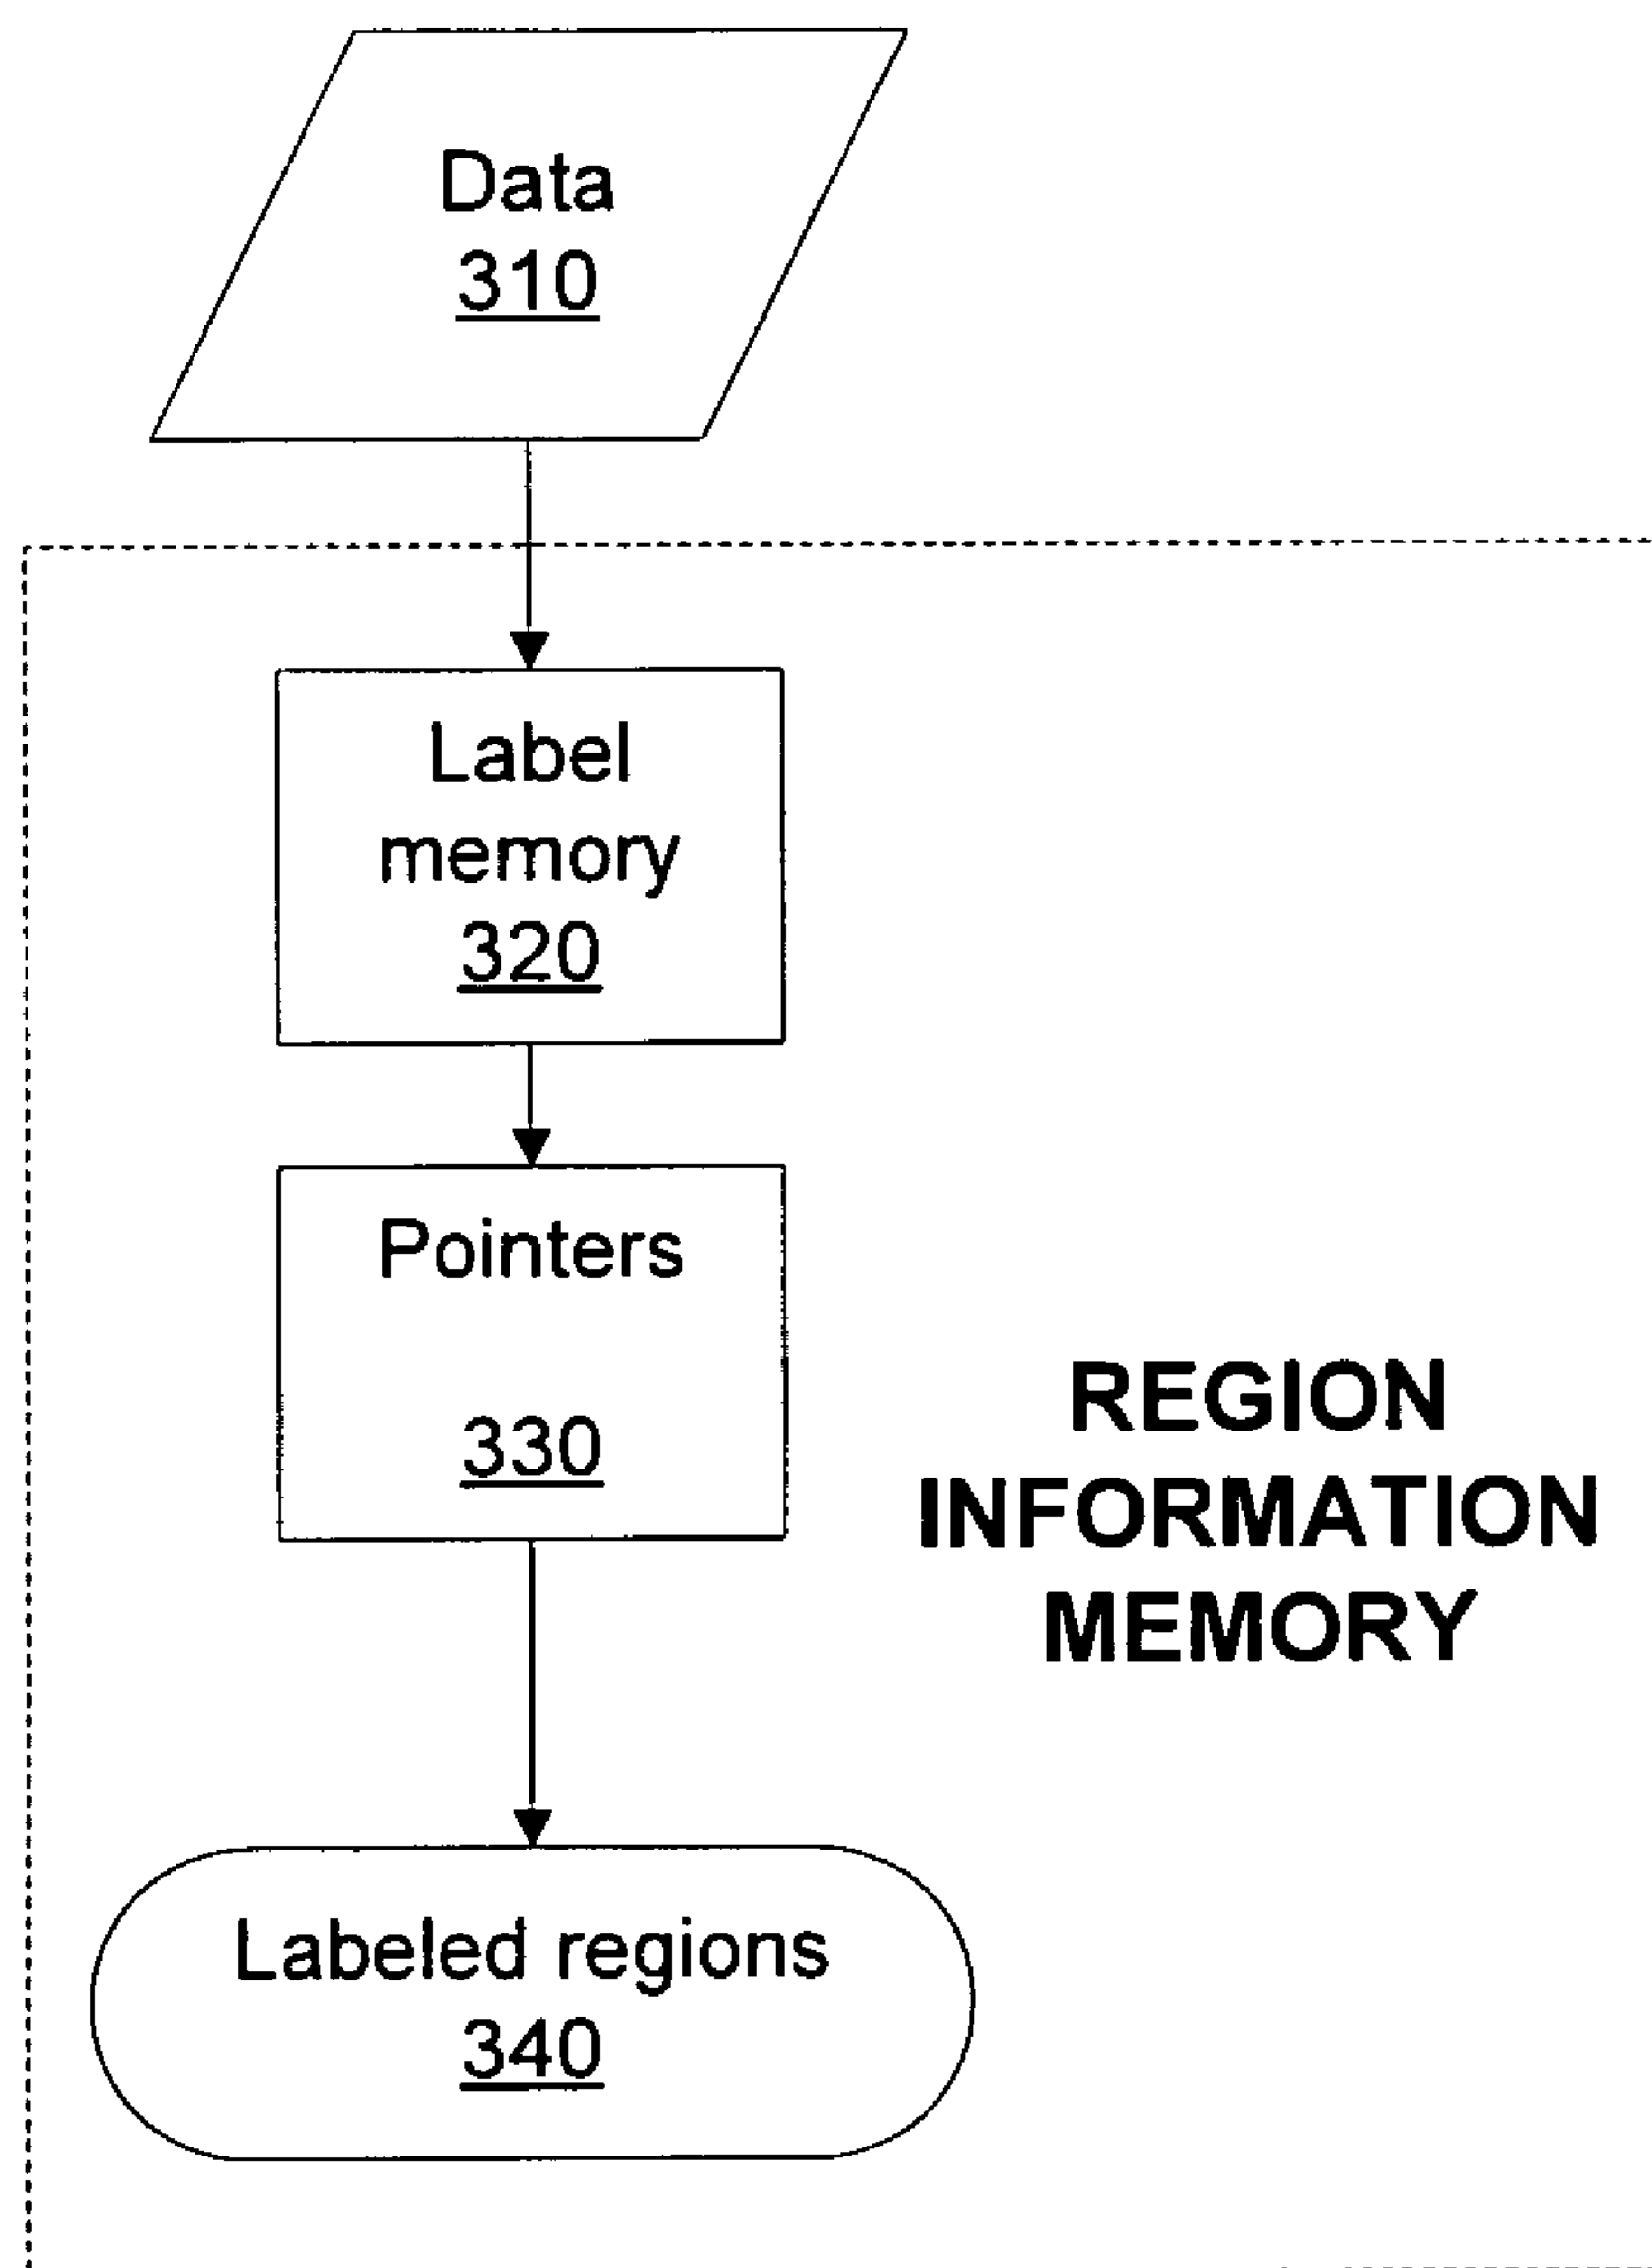 Data
310
Label
memory
320
Pointers
330
REGION
INFORMATION
MEMORY
Labeled regions
340